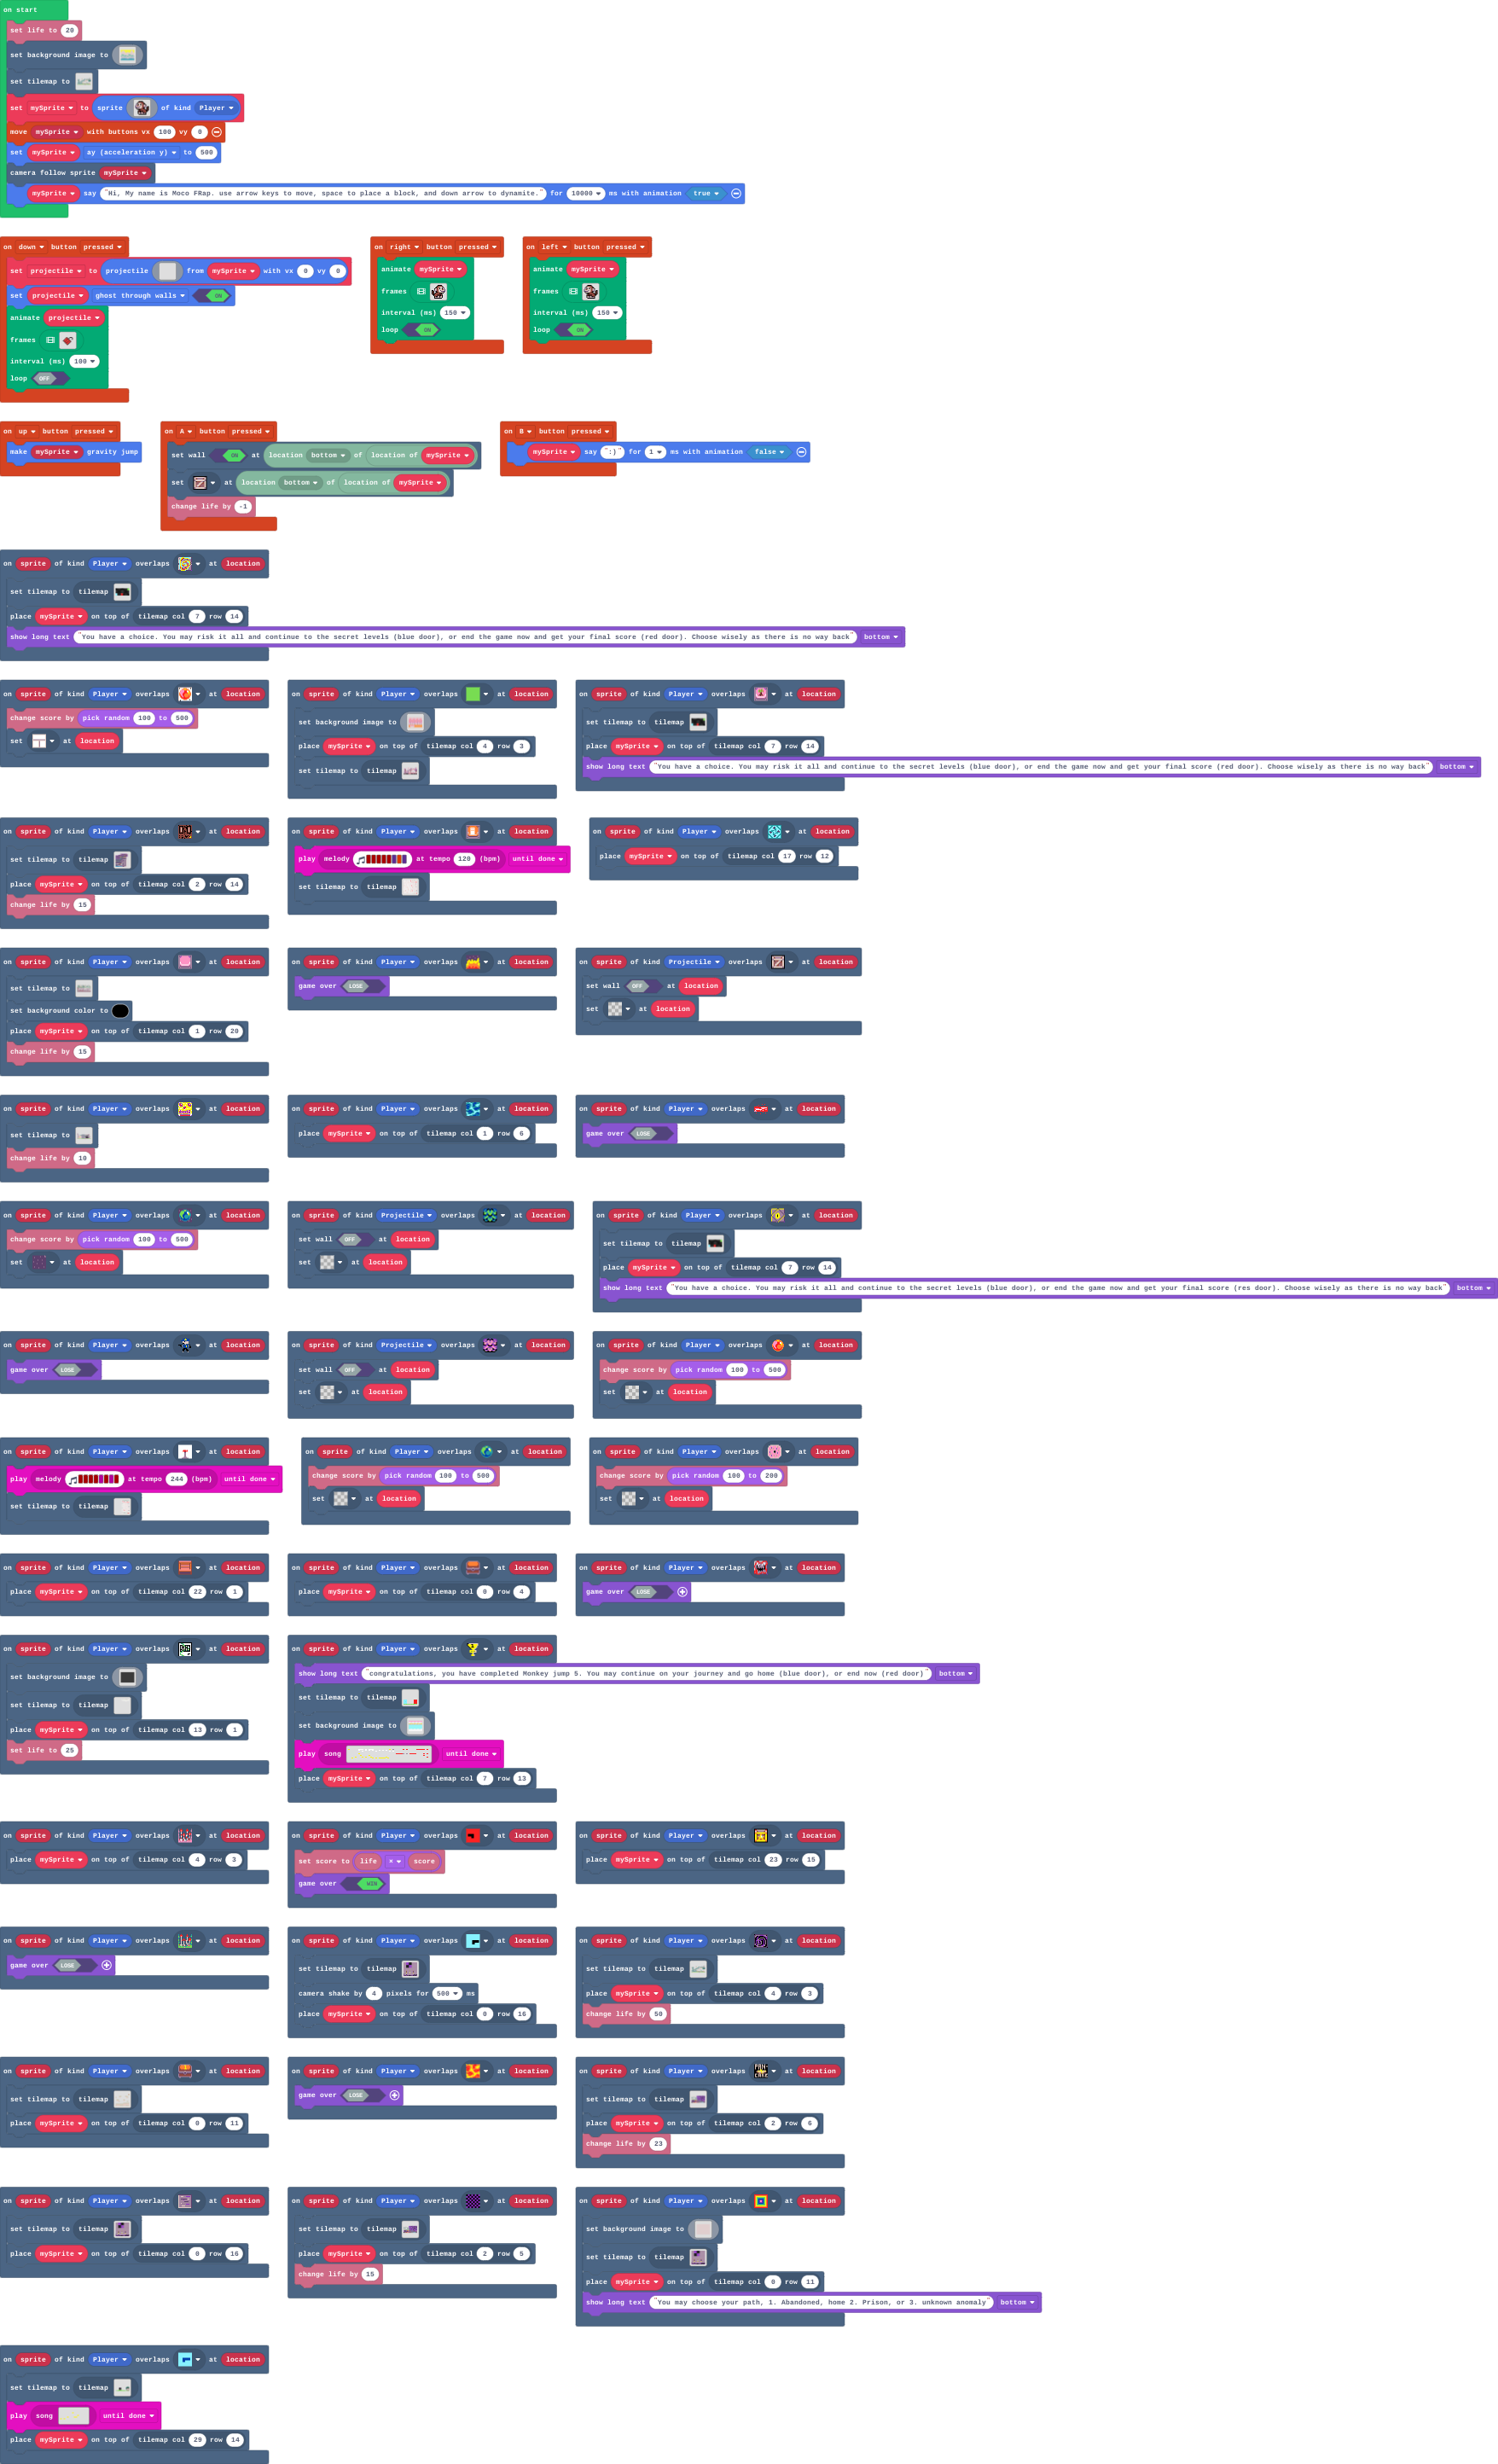 on start
set life to 20
set background image to
set tilemap to
set mySprite to sprite of kind Player
move mySprite with buttons vx 100 vy 0
set mySprite ay (acceleration y) to 500
camera follow sprite mySprite
mySprite say "Hi, My name is Moco FRap. use arrow keys to move, space to place a block, and down arrow to dynamite." for 10000 ms with animation true
on down button pressed
set projectile to projectile from mySprite with vx 0 vy 0
set projectile ghost through walls ON
animate projectile
frames
interval (ms) 100
loop OFF
on right button pressed
animate mySprite
frames
interval (ms) 150
loop ON
on left button pressed
animate mySprite
frames
interval (ms) 150
loop ON
on up button pressed
make mySprite gravity jump
on A button pressed
set wall ON at location bottom of location of mySprite
set at location bottom of location of mySprite
change life by -1
on B button pressed
mySprite say ":)" for 1 ms with animation false
on sprite of kind Player overlaps at location
set tilemap to tilemap
place mySprite on top of tilemap col 7 row 14
show long text "You have a choice. You may risk it all and continue to the secret levels (blue door), or end the game now and get your final score (red door). Choose wisely as there is no way back" bottom
on sprite of kind Player overlaps at location
change score by pick random 100 to 500
set at location
on sprite of kind Player overlaps at location
set background image to
place mySprite on top of tilemap col 4 row 3
set tilemap to tilemap
on sprite of kind Player overlaps at location
set tilemap to tilemap
place mySprite on top of tilemap col 7 row 14
show long text "You have a choice. You may risk it all and continue to the secret levels (blue door), or end the game now and get your final score (red door). Choose wisely as there is no way back" bottom
on sprite of kind Player overlaps at location
set tilemap to tilemap
place mySprite on top of tilemap col 2 row 14
change life by 15
on sprite of kind Player overlaps at location
play melody at tempo 120 (bpm) until done
set tilemap to tilemap
on sprite of kind Player overlaps at location
place mySprite on top of tilemap col 17 row 12
on sprite of kind Player overlaps at location
set tilemap to
set background color to
place mySprite on top of tilemap col 1 row 20
change life by 15
on sprite of kind Player overlaps at location
game over LOSE
on sprite of kind Projectile overlaps at location
set wall OFF at location
set at location
on sprite of kind Player overlaps at location
set tilemap to
change life by 10
on sprite of kind Player overlaps at location
place mySprite on top of tilemap col 1 row 6
on sprite of kind Player overlaps at location
game over LOSE
on sprite of kind Player overlaps at location
change score by pick random 100 to 500
set at location
on sprite of kind Projectile overlaps at location
set wall OFF at location
set at location
on sprite of kind Player overlaps at location
set tilemap to tilemap
place mySprite on top of tilemap col 7 row 14
show long text "You have a choice. You may risk it all and continue to the secret levels (blue door), or end the game now and get your final score (res door). Choose wisely as there is no way back" bottom
on sprite of kind Player overlaps at location
game over LOSE
on sprite of kind Projectile overlaps at location
set wall OFF at location
set at location
on sprite of kind Player overlaps at location
change score by pick random 100 to 500
set at location
on sprite of kind Player overlaps at location
play melody at tempo 244 (bpm) until done
set tilemap to tilemap
on sprite of kind Player overlaps at location
change score by pick random 100 to 500
set at location
on sprite of kind Player overlaps at location
change score by pick random 100 to 200
set at location
on sprite of kind Player overlaps at location
place mySprite on top of tilemap col 22 row 1
on sprite of kind Player overlaps at location
place mySprite on top of tilemap col 0 row 4
on sprite of kind Player overlaps at location
game over LOSE
on sprite of kind Player overlaps at location
set background image to
set tilemap to tilemap
place mySprite on top of tilemap col 13 row 1
set life to 25
on sprite of kind Player overlaps at location
show long text "congratulations, you have completed Monkey jump 5. You may continue on your journey and go home (blue door), or end now (red door)" bottom
set tilemap to tilemap
set background image to
play song until done
place mySprite on top of tilemap col 7 row 13
on sprite of kind Player overlaps at location
place mySprite on top of tilemap col 4 row 3
on sprite of kind Player overlaps at location
set score to life × score
game over WIN
on sprite of kind Player overlaps at location
place mySprite on top of tilemap col 23 row 15
on sprite of kind Player overlaps at location
game over LOSE
on sprite of kind Player overlaps at location
set tilemap to tilemap
camera shake by 4 pixels for 500 ms
place mySprite on top of tilemap col 0 row 16
on sprite of kind Player overlaps at location
set tilemap to tilemap
place mySprite on top of tilemap col 4 row 3
change life by 50
on sprite of kind Player overlaps at location
set tilemap to tilemap
place mySprite on top of tilemap col 0 row 11
on sprite of kind Player overlaps at location
game over LOSE
on sprite of kind Player overlaps at location
set tilemap to tilemap
place mySprite on top of tilemap col 2 row 6
change life by 23
on sprite of kind Player overlaps at location
set tilemap to tilemap
place mySprite on top of tilemap col 0 row 16
on sprite of kind Player overlaps at location
set tilemap to tilemap
place mySprite on top of tilemap col 2 row 5
change life by 15
on sprite of kind Player overlaps at location
set background image to
set tilemap to tilemap
place mySprite on top of tilemap col 0 row 11
show long text "You may choose your path, 1. Abandoned, home 2. Prison, or 3. unknown anomaly" bottom
on sprite of kind Player overlaps at location
set tilemap to tilemap
play song until done
place mySprite on top of tilemap col 29 row 14